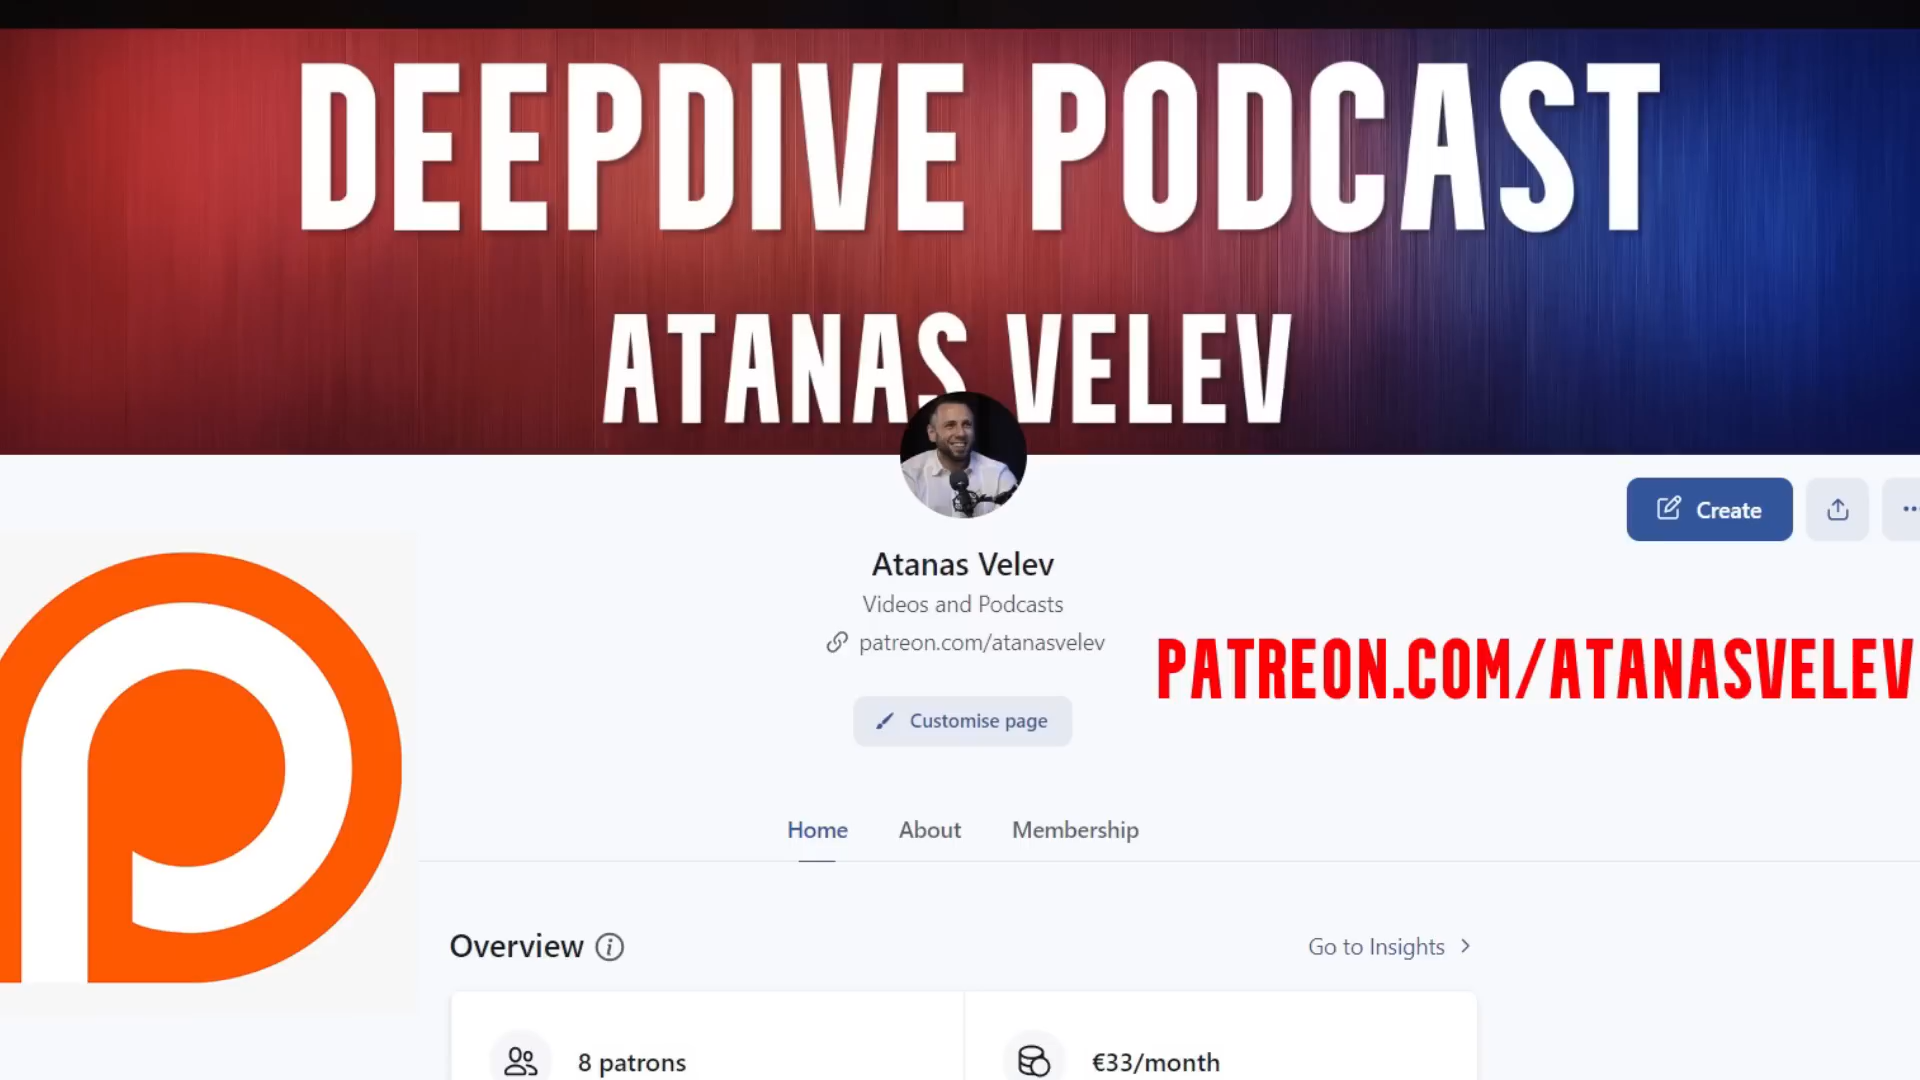 DEEPDIVE PODCAST
ATANAS VELEV
Create
Atanas Velev
Videos and Podcasts
patreon.com/atanasvelev
PATREON.COM/ATANASVELEV
Customise page
Home About Membership
Overview
Go to Insights
8 patrons
€33/month